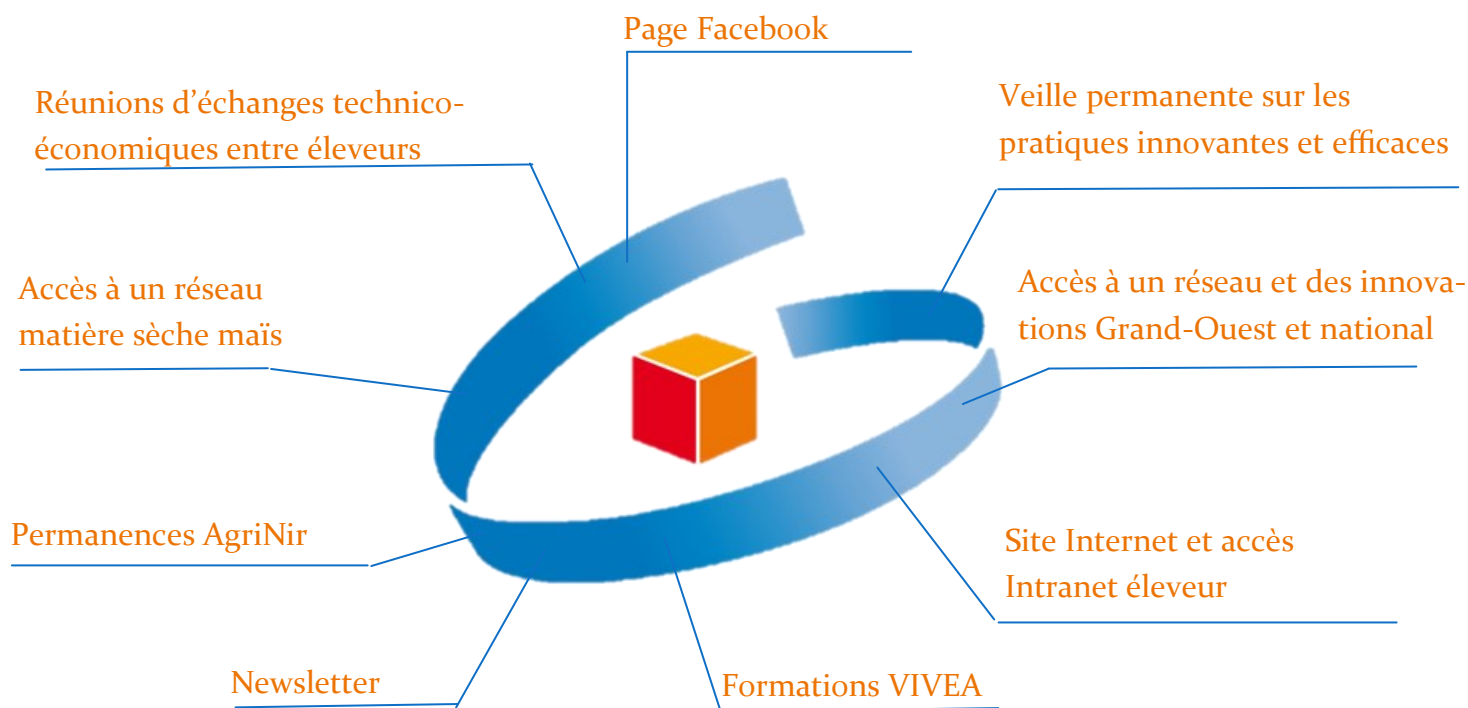 Page Facebook
Réunions d'échanges technico-
économiques entre éleveurs
Veille permanente sur les
pratiques innovantes et efficaces
Accès à un réseau
matière sèche maïs
Accès à un réseau et des innova-
tions Grand-Ouest et national
Permanences AgriNir
Site Internet et accès
Intranet éleveur
Newsletter
Formations VIVEA